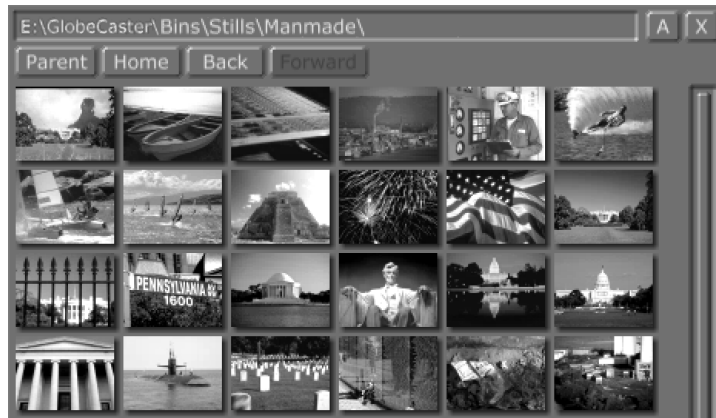 E:\GlobeCaster\Bins\Stills\Manmade\ A X
Parent Home Back Forward
PENNSYLVANIA AV.
1600